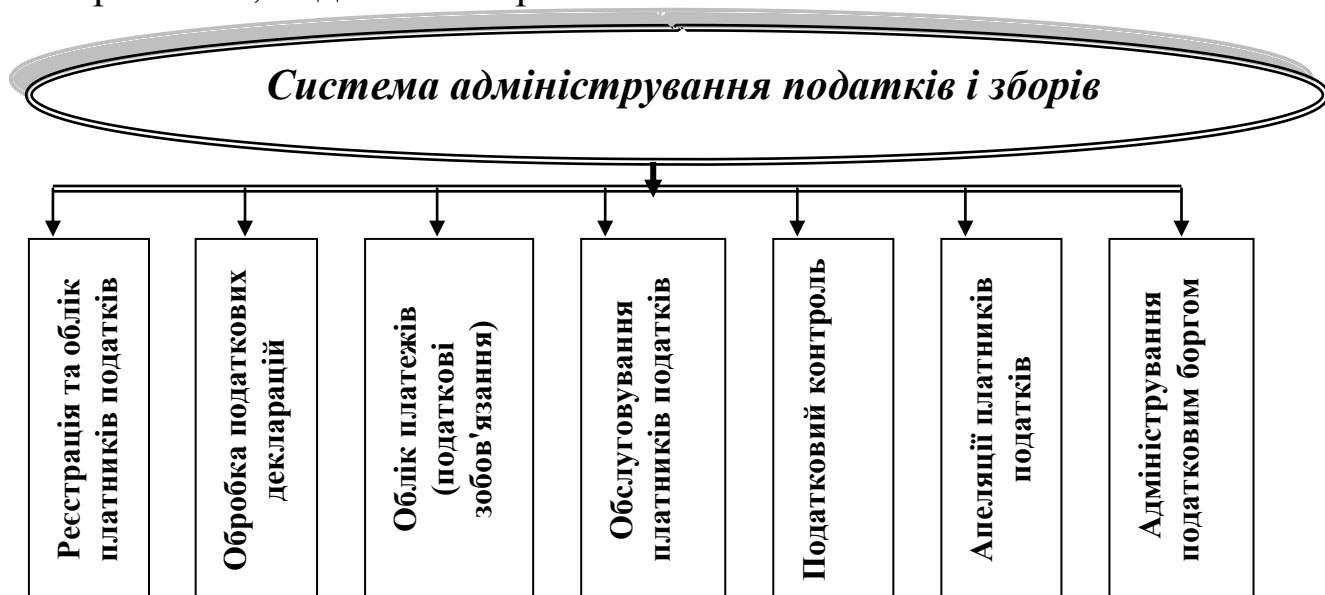 Система адміністрування податків і зборів
Реєстрація та облік
платників податків
Обробка податкових
декларацій
Облік платежів
(податкові
зобов'язання)
Обслуговування
платників податків
Податковий контроль
Апеляції платників
податків
Адміністрування
податковим боргом